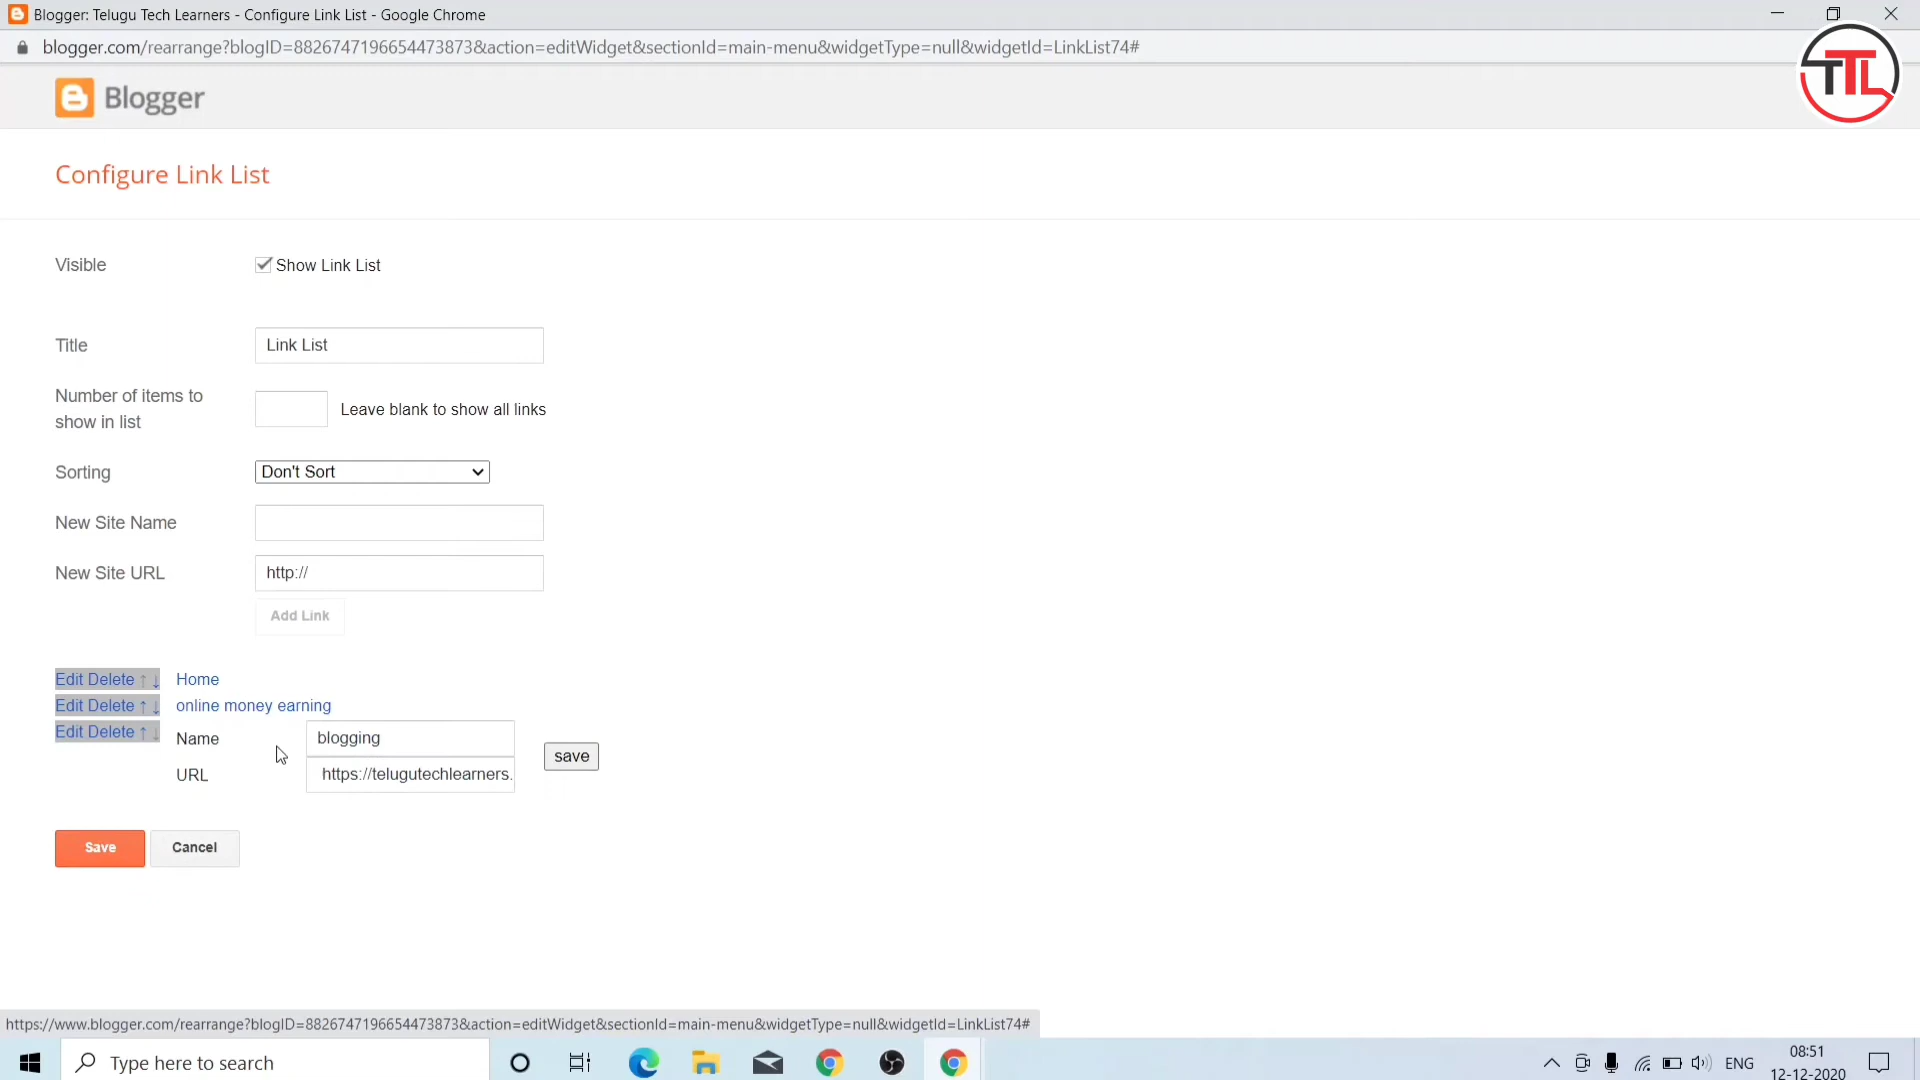 Blogger: Telugu Tech Learners - Configure Link List - Google Chrome
blogger.com/rearrange?blogID=8826747196654473873&action=editWidget&sectionId=main-menu&widgetType=null&widgetId=LinkList74#
TTL
Blogger
Configure Link List
Visible Show Link List
Title Link List
Number of items to
show in list
Leave blank to show all links
Sorting Don't Sort
New Site Name
New Site URL http://
Add Link
Edit Delete ↑ ↓ Home
Edit Delete ↑ ↓ online money earning
Edit Delete ↑ ↓ Name blogging
save
URL https://telugutechlearners.
Save Cancel
https://www.blogger.com/rearrange?blogID=8826747196654473873&action=editWidget&sectionId=main-menu&widgetType=null&widgetId=LinkList74#
Type here to search
ENG
08:51
12-12-2020